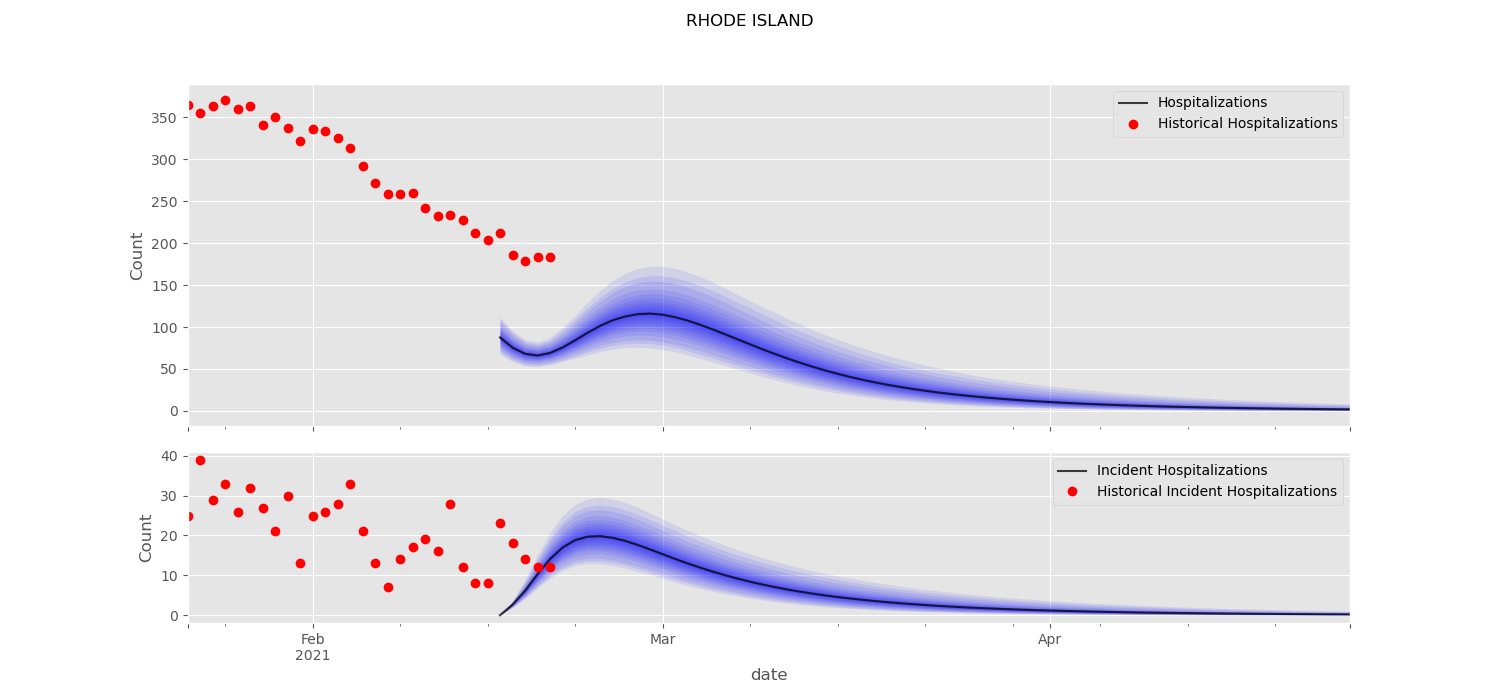 RHODE ISLAND
Hospitalizations
Historical Hospitalizations
350
300
250
200
150
100
50
0
Count
Incident Hospitalizations
Historical Incident Hospitalizations
40
30
20
10
0
Count
Feb
2021
Mar
Apr
date